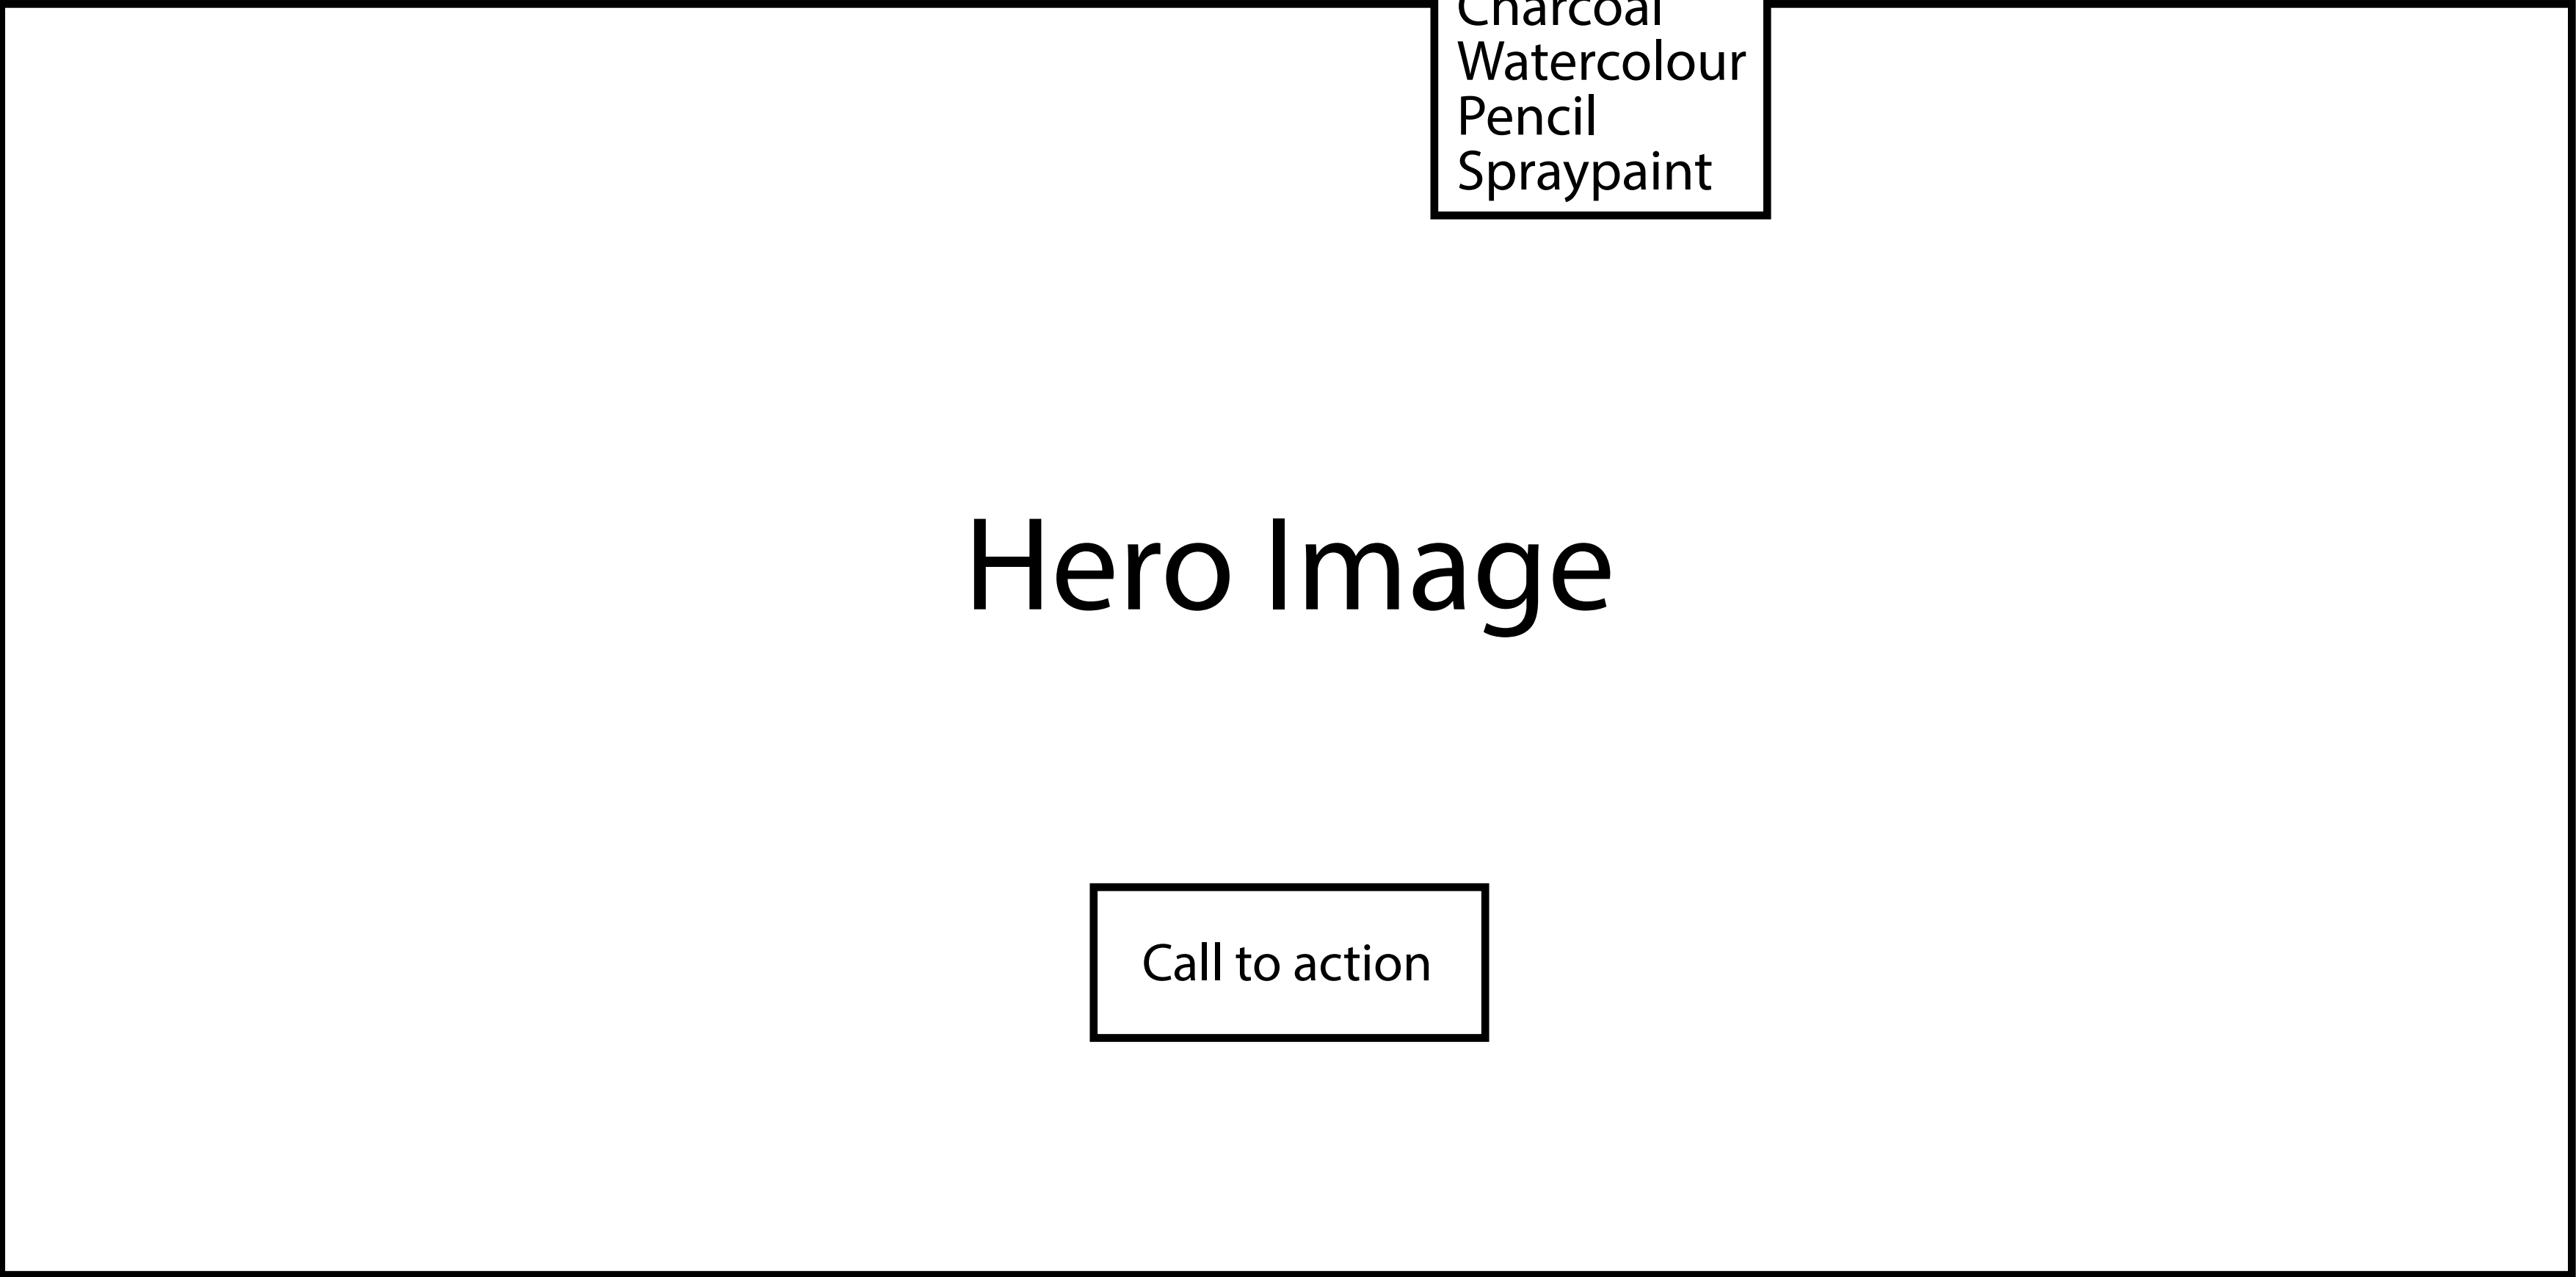 Charcoal
Watercolour
Pencil
Spraypaint
Hero Image
Call to action